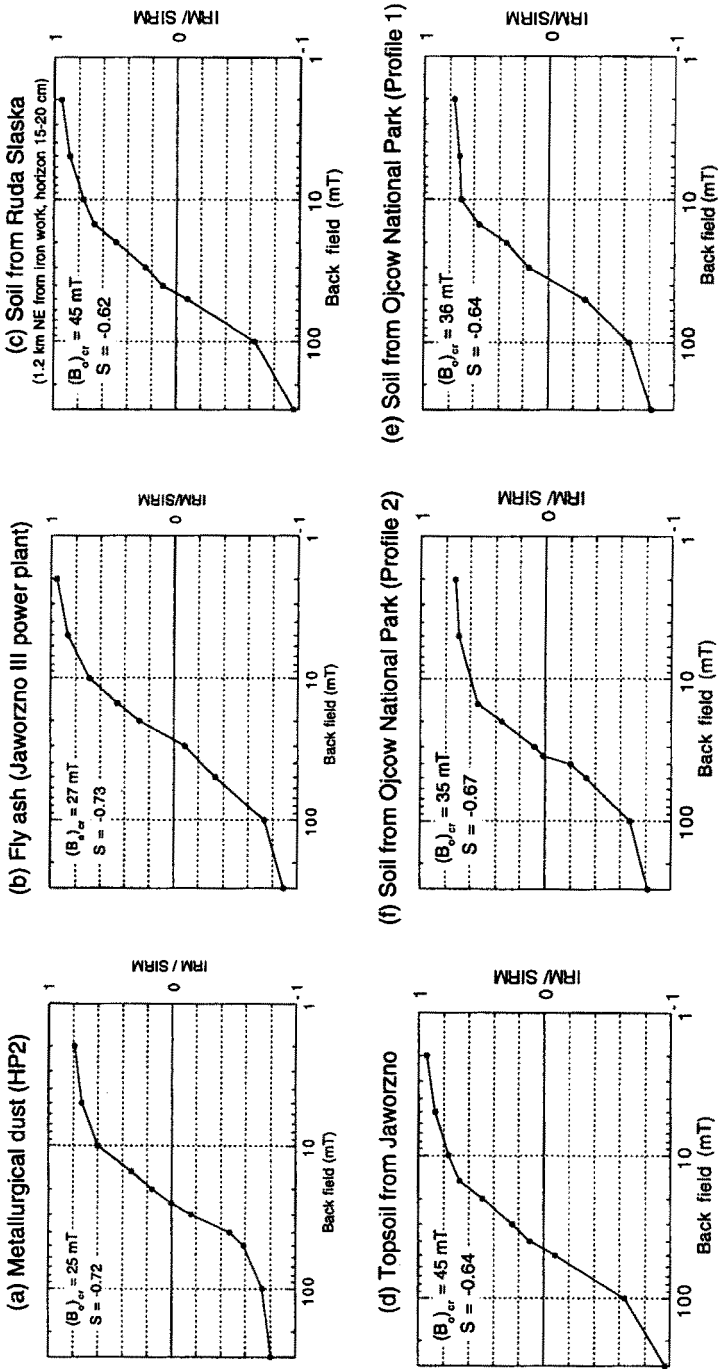 (a) Metallurgical dust (HP2)
1
(Bo)cr = 25 mT
S = -0.72
IRM / SIRM
0
-1
100
10
1
Back field (mT)
(b) Fly ash (Jaworzno III power plant)
1
(Bo)cr = 27 mT
S = -0.73
IRM/SIRM
0
-1
100
10
1
Back field (mT)
(c) Soil from Ruda Slaska
(1.2 km NE from iron work, horizon 15-20 cm)
1
(Bo)cr = 45 mT
S = -0.62
IRM / SIRM
0
-1
100
10
1
Back field (mT)
(d) Topsoil from Jaworzno
1
(Bo)cr = 45 mT
S = -0.64
IRM/ SIRM
0
-1
100
10
1
Back field (mT)
(f) Soil from Ojcow National Park (Profile 2)
1
(Bo)cr = 35 mT
S = -0.67
IRM/ SIRM
0
-1
100
10
1
Back field (mT)
(e) Soil from Ojcow National Park (Profile 1)
1
(Bo)cr = 36 mT
S = -0.64
IRM/SIRM
0
-1
100
10
1
Back field (mT)